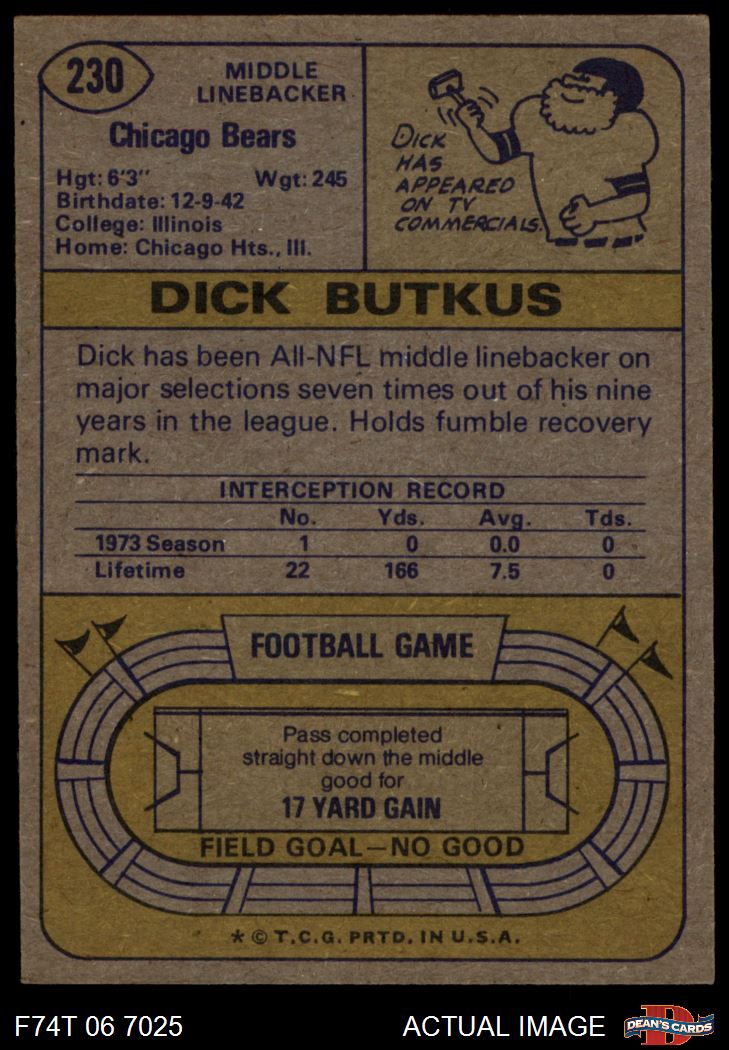 230
MIDDLE
LINEBACKER
Chicago Bears
Hgt: 6'3"   Wgt: 245
Birthdate: 12-9-42
College: Illinois
Home: Chicago Hts., Ill.
DICK
HAS
APPEARED
ON TV
COMMERCIALS.
DICK BUTKUS
Dick has been All-NFL middle linebacker on
major selections seven times out of his nine
years in the league. Holds fumble recovery
mark.
INTERCEPTION RECORD
No. Yds. Avg. Tds.
1973 Season 1 0 0.0 0
Lifetime 22 166 7.5 0
FOOTBALL GAME
Pass completed
straight down the middle
good for
17 YARD GAIN
FIELD GOAL—NO GOOD
* © T.C.G. PRTD. IN U.S.A.
F74T 06 7025
ACTUAL IMAGE
D
DEAN'S CARDS